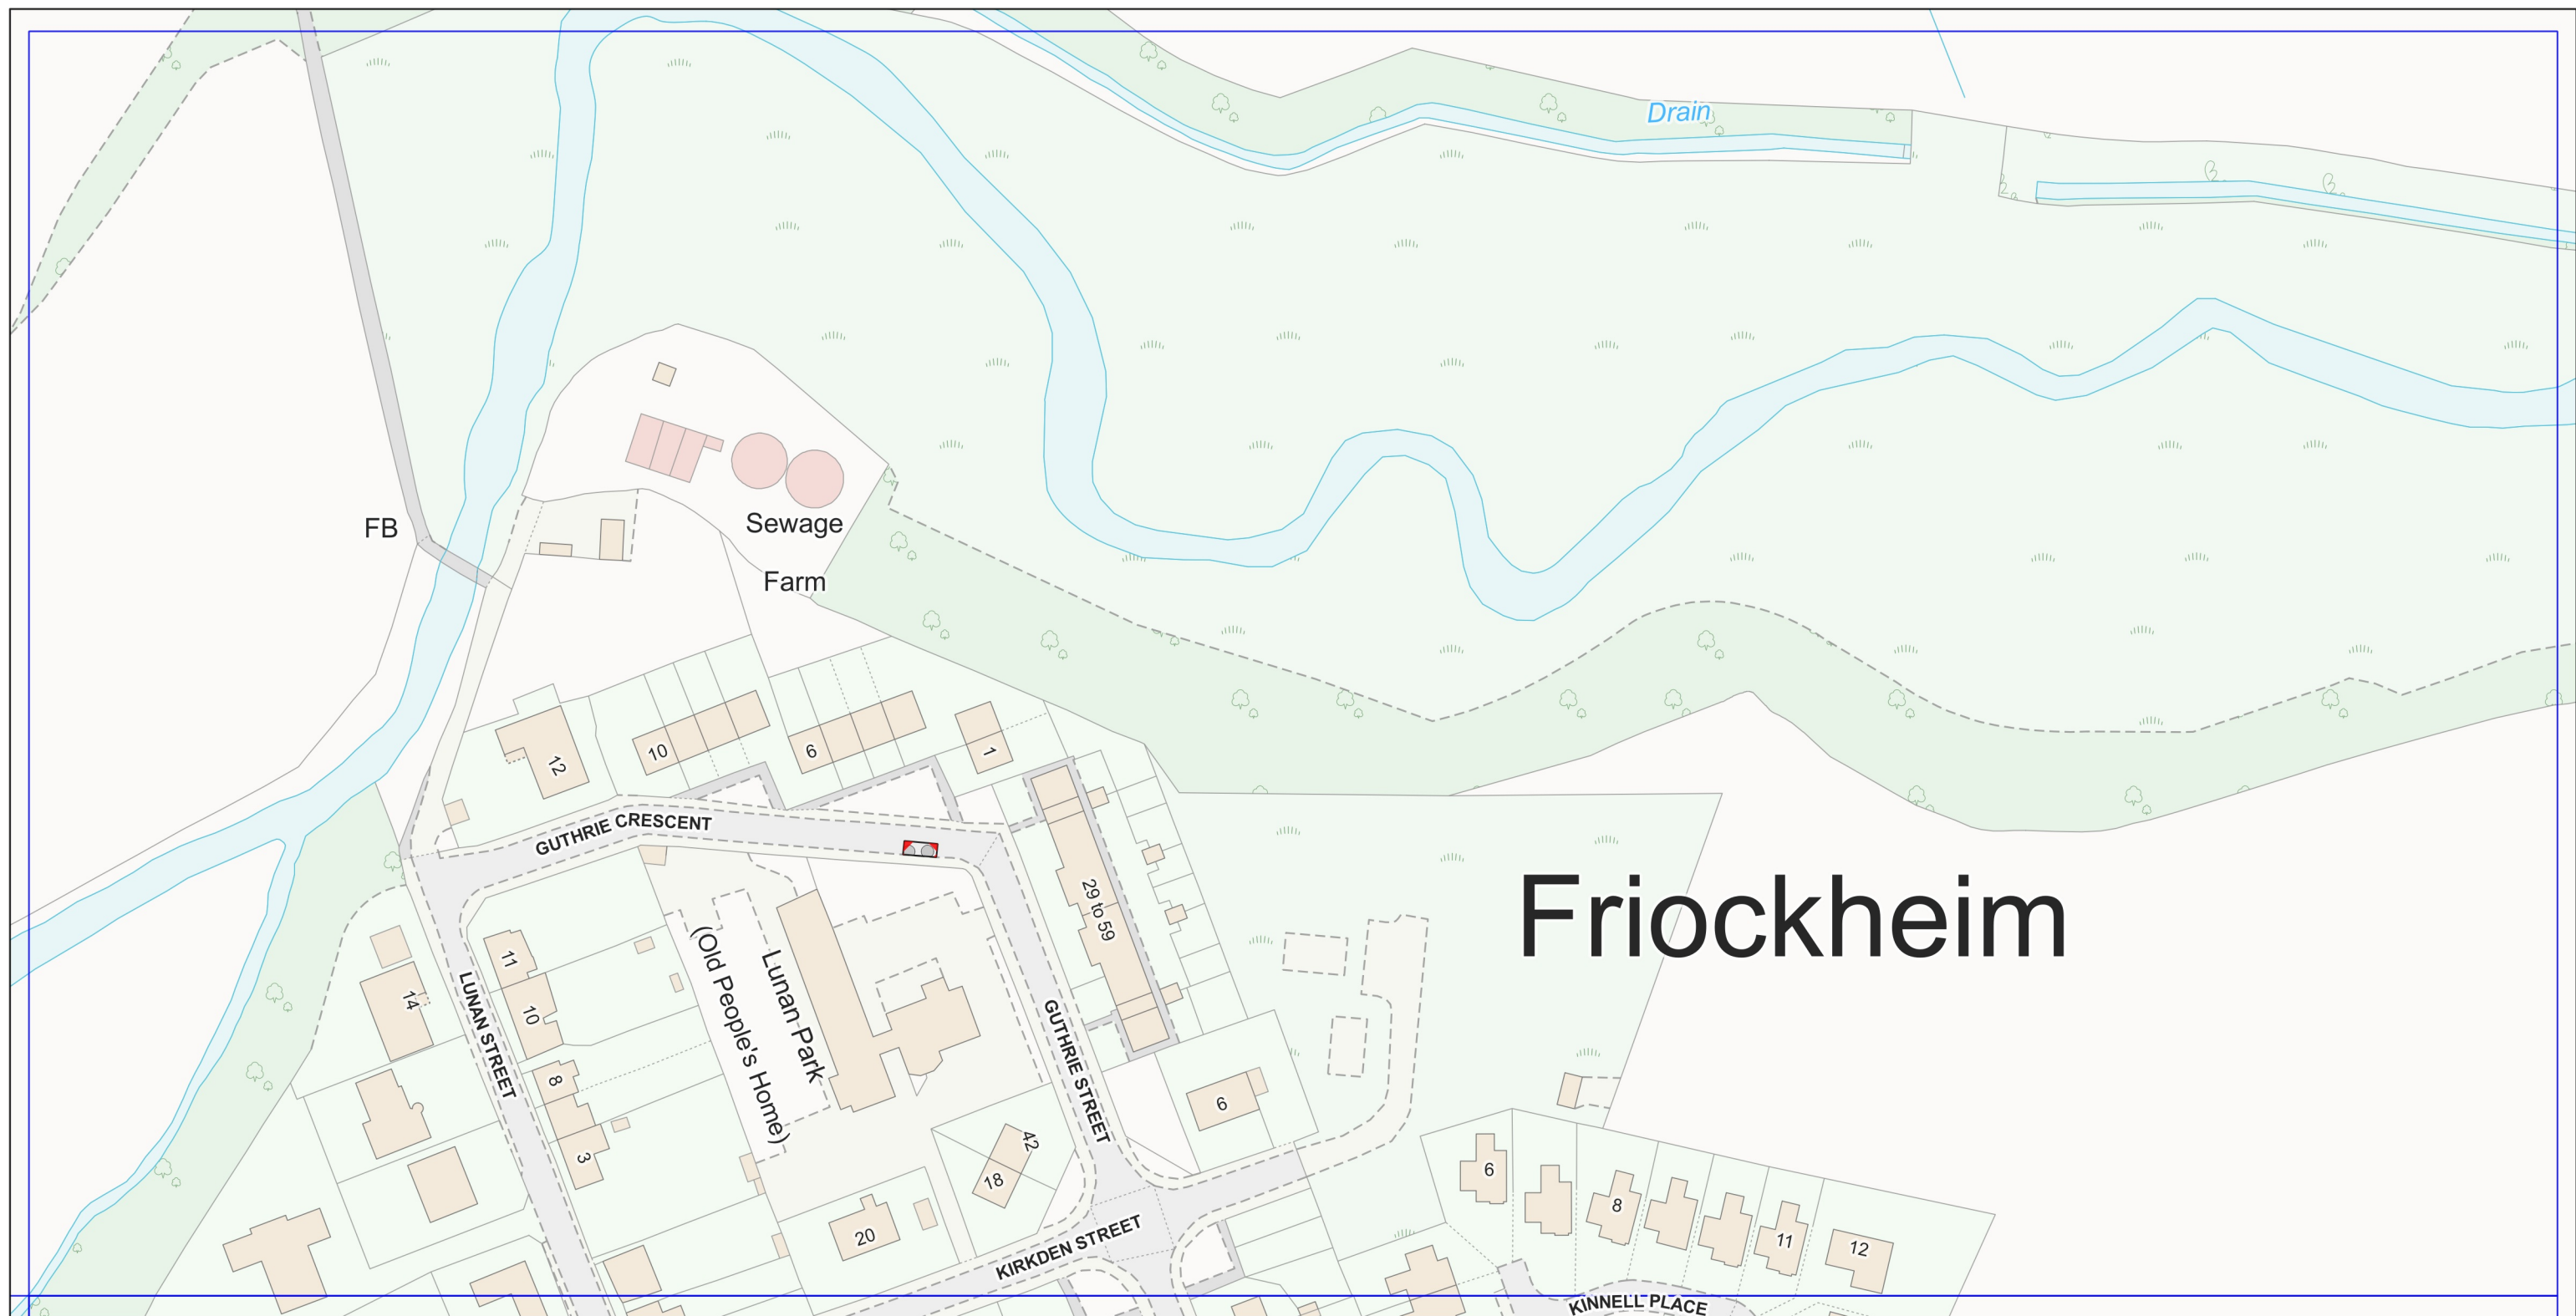 Drain
FB
Sewage
Farm
12
10
6
1
GUTHRIE CRESCENT
29 to 59
Friockheim
11
14
10
LUNAN STREET
(Old People's Home)
Lunan Park
GUTHRIE STREET
8
3
6
42
18
20
KIRKDEN STREET
6
8
11
12
KINNELL PLACE